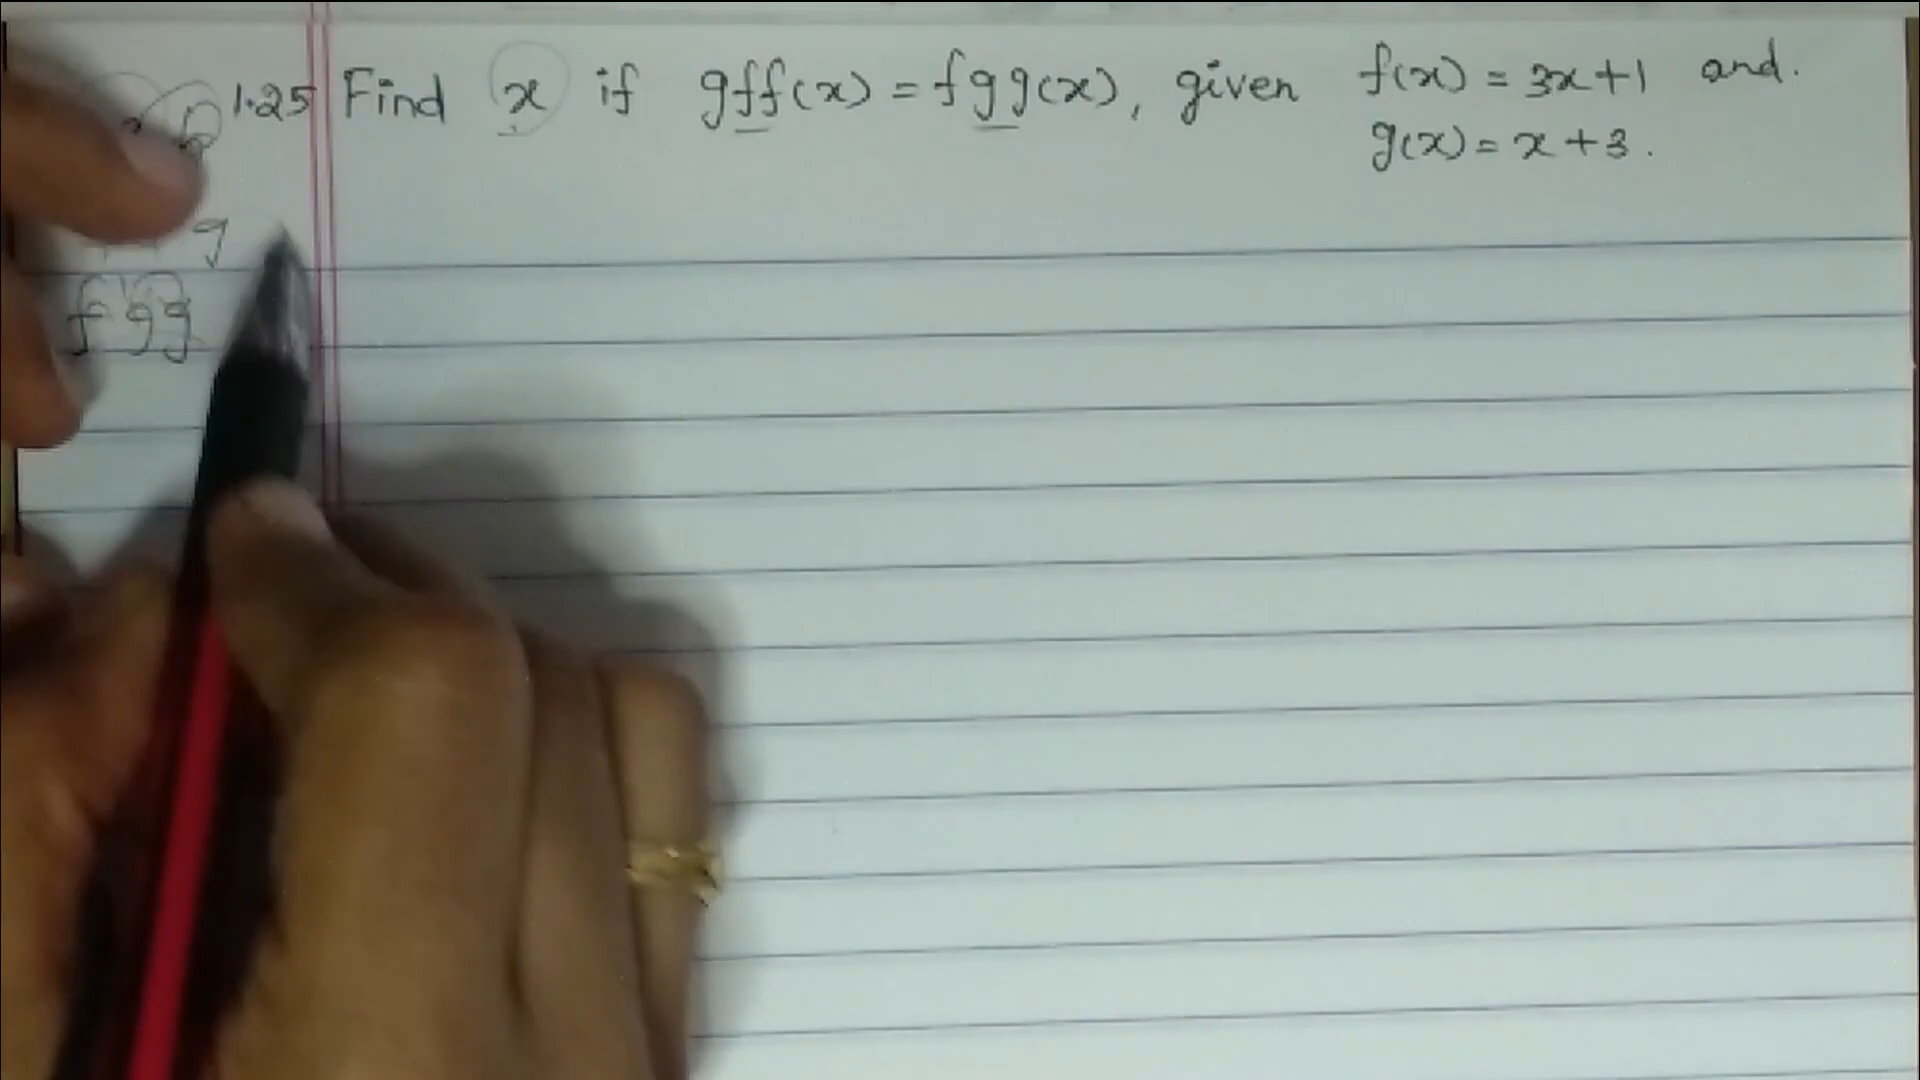 1.25 Find x if gff(x) = fgg(x), given f(x) = 3x+1 and.
g(x) = x+3.
g
fgg